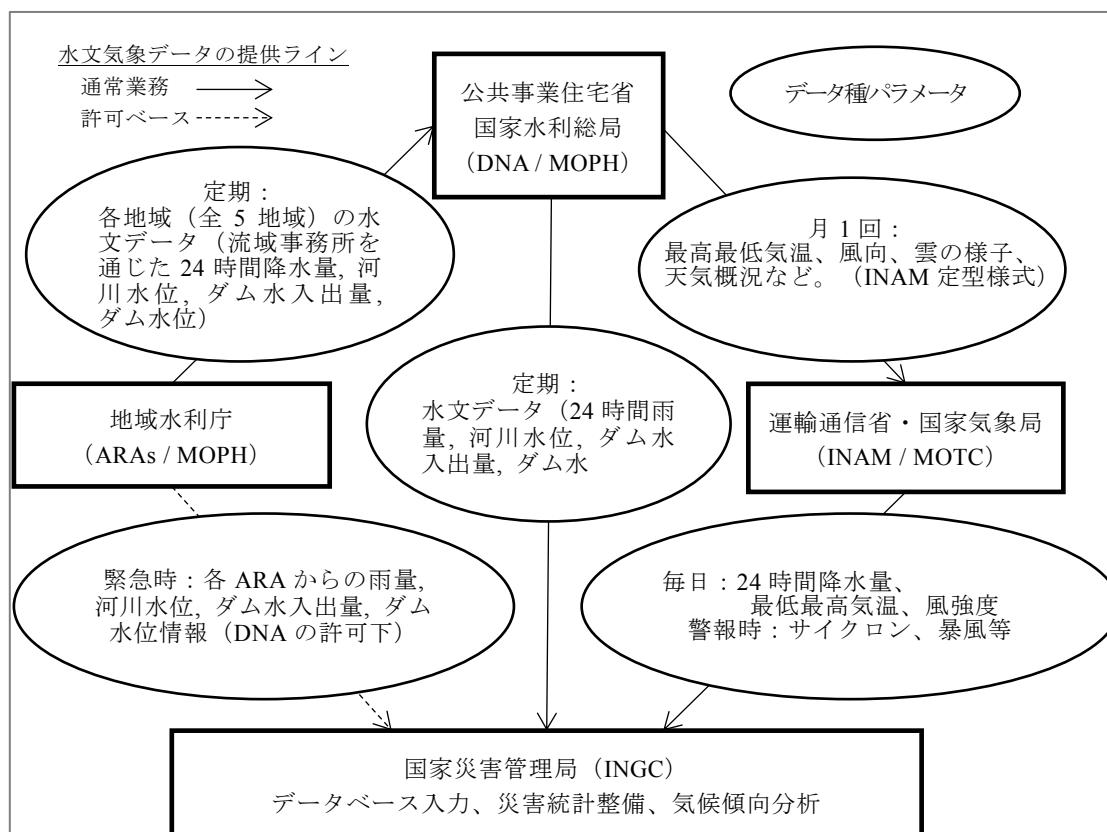 水文気象データの提供ライン
通常業務
許可ベース
公共事業住宅省
国家水利総局
（DNA / MOPH）
データ種パラメータ
定期：
各地域（全 5 地域）の水
文データ（流域事務所を
通じた 24 時間降水量, 河
川水位, ダム水入出量,
ダム水位）
月 1 回：
最高最低気温、風向、雲の様子、
天気概況など。（INAM 定型様式）
定期：
水文データ（24 時間雨
量, 河川水位, ダム水
入出量, ダム水
地域水利庁
（ARAs / MOPH）
運輸通信省・国家気象局
（INAM / MOTC）
緊急時：各 ARA からの雨量,
河川水位, ダム水入出量, ダム
水位情報（DNA の許可下）
毎日：24 時間降水量、
最低最高気温、風強度
警報時：サイクロン、暴風等
国家災害管理局（INGC）
データベース入力、災害統計整備、気候傾向分析